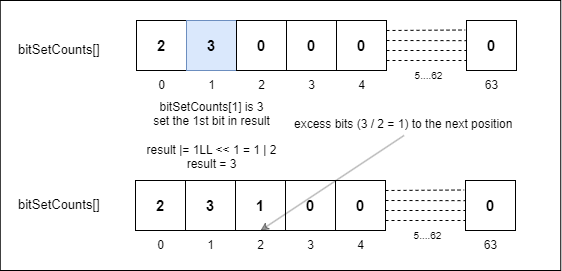 bitSetCounts[]
2 3 0 0 0 0
5....62
0 1 2 3 4 63
bitSetCounts[1] is 3
set the 1st bit in result
excess bits (3 / 2 = 1) to the next position
result |= 1LL << 1 = 1 | 2
result = 3
bitSetCounts[]
2 3 1 0 0 0
5....62
0 1 2 3 4 63